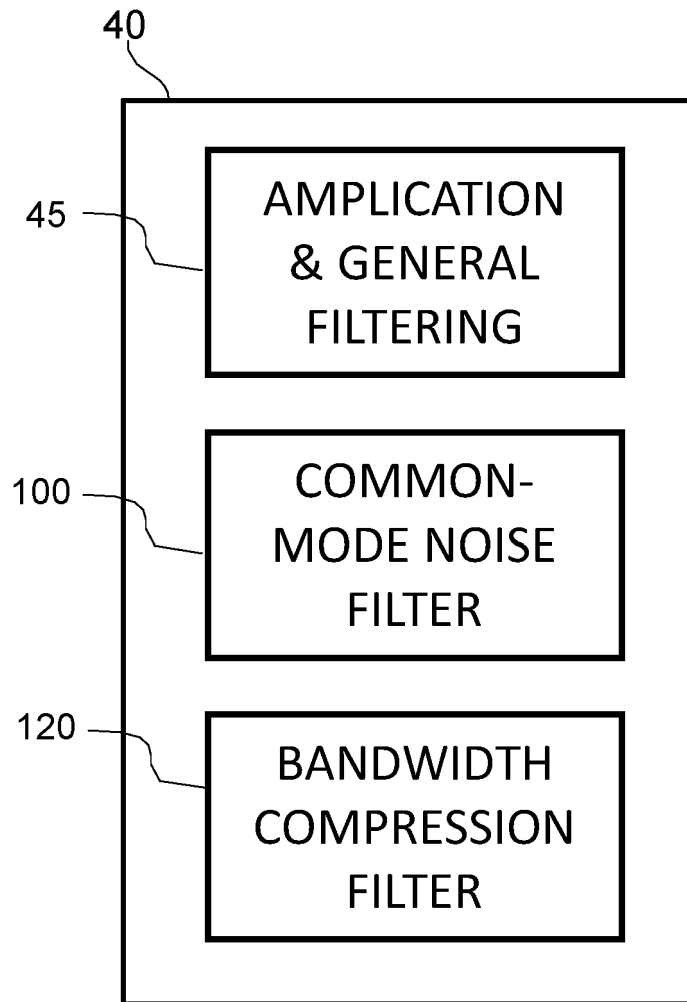 40
45
AMPLICATION
& GENERAL
FILTERING
100
COMMON-
MODE NOISE
FILTER
120
BANDWIDTH
COMPRESSION
FILTER